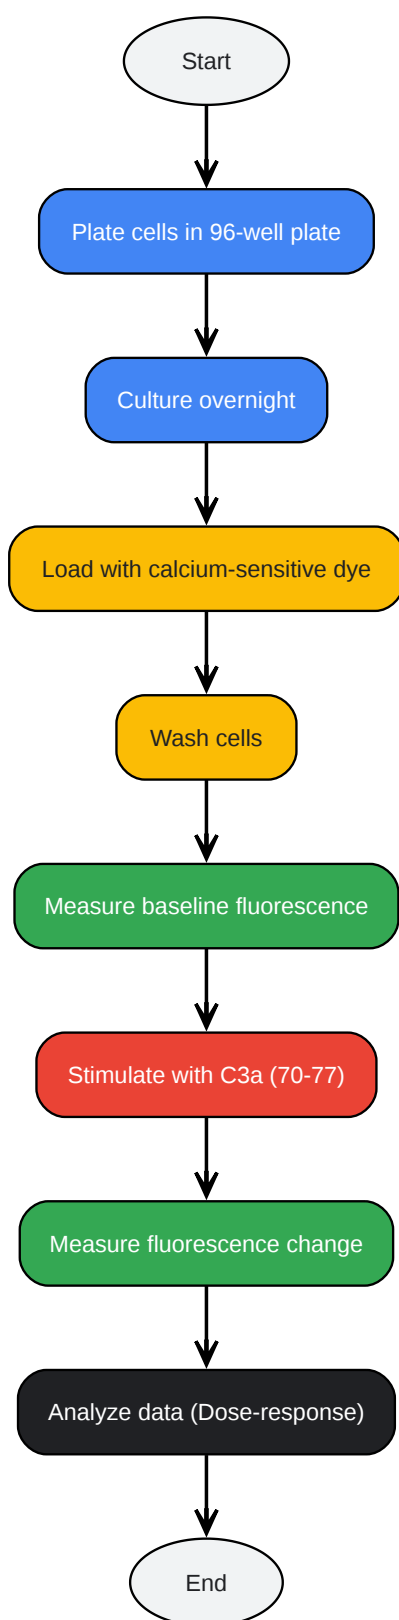 Start
Plate cells in 96-well plate
Culture overnight
Load with calcium-sensitive dye
Wash cells
Measure baseline fluorescence
Stimulate with C3a (70-77)
Measure fluorescence change
Analyze data (Dose-response)
End